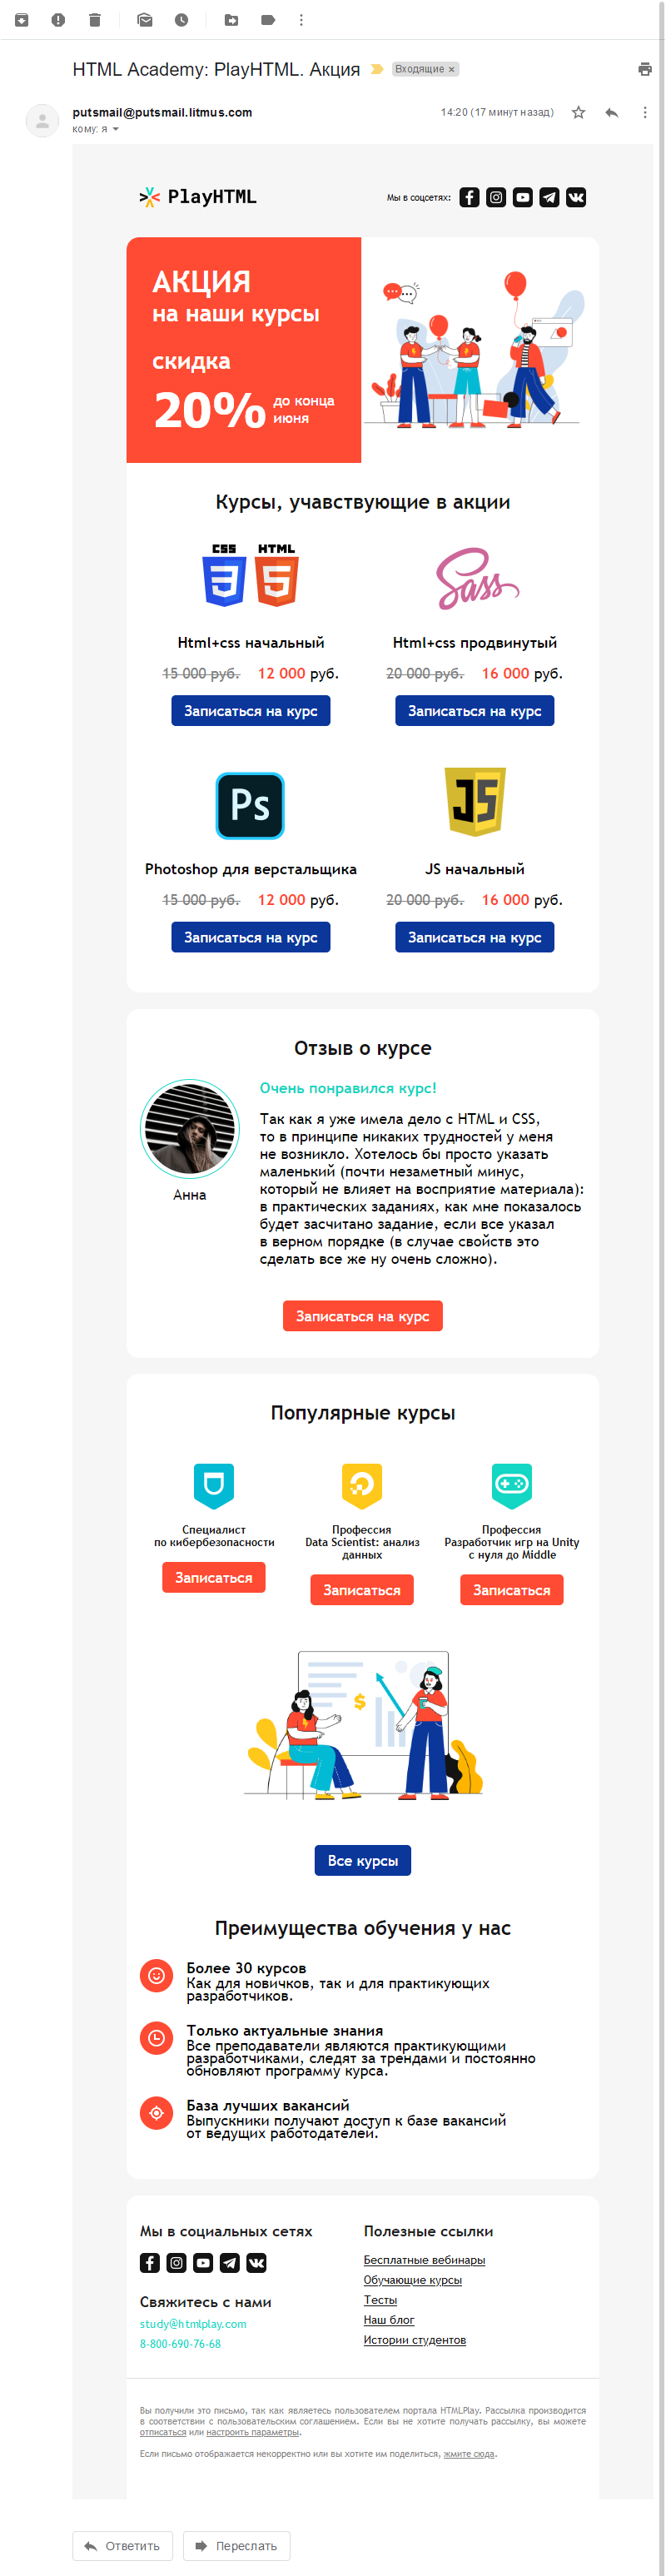 HTML Academy: PlayHTML. Акция
Входящие ×
putsmail@putsmail.litmus.com
14:20 (17 минут назад)
кому: я
PlayHTML
Мы в соцсетях:
АКЦИЯ
на наши курсы
скидка
20% до конца
июня
Курсы, учавствующие в акции
CSS HTML
Sass
Html+css начальный
Html+css продвинутый
15 000 руб. 12 000 руб.
20 000 руб. 16 000 руб.
Записаться на курс
Записаться на курс
Ps
JS
Photoshop для верстальщика
JS начальный
15 000 руб. 12 000 руб.
20 000 руб. 16 000 руб.
Записаться на курс
Записаться на курс
Отзыв о курсе
Очень понравился курс!
Так как я уже имела дело с HTML и CSS,
то в принципе никаких трудностей у меня
не возникло. Хотелось бы просто указать
маленький (почти незаметный минус,
который не влияет на восприятие материала):
в практических заданиях, как мне показалось
будет засчитано задание, если все указал
в верном порядке (в случае свойств это
сделать все же ну очень сложно).
Анна
Записаться на курс
Популярные курсы
Специалист
по кибербезопасности
Записаться
Профессия
Data Scientist: анализ
данных
Записаться
Профессия
Разработчик игр на Unity
с нуля до Middle
Записаться
$
Все курсы
Преимущества обучения у нас
Более 30 курсов
Как для новичков, так и для практикующих
разработчиков.
Только актуальные знания
Все преподаватели являются практикующими
разработчиками, следят за трендами и постоянно
обновляют программу курса.
База лучших вакансий
Выпускники получают доступ к базе вакансий
от ведущих работодателей.
Мы в социальных сетях
Свяжитесь с нами
study@htmlplay.com
8-800-690-76-68
Полезные ссылки
Бесплатные вебинары
Обучающие курсы
Тесты
Наш блог
Истории студентов
Вы получили это письмо, так как являетесь пользователем портала HTMLPlay. Рассылка производится
в соответствии с пользовательским соглашением. Если вы не хотите получать рассылку, вы можете
отписаться или настроить параметры.
Если письмо отображается некорректно или вы хотите им поделиться, жмите сюда.
Ответить
Переслать